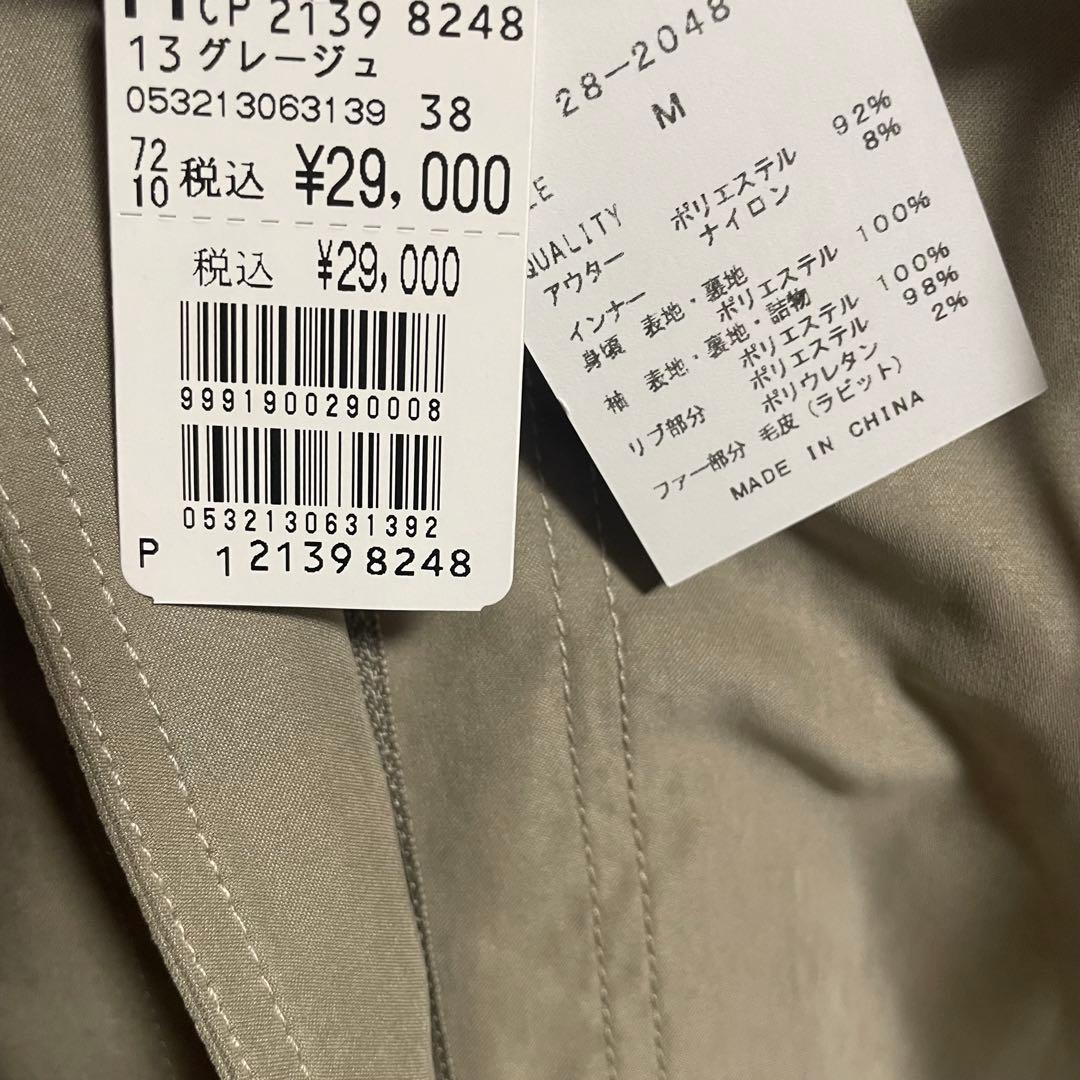 CP 2139 8248
13 グレージュ
053213063139 38
72
10 税込 ¥29,000
税込 ¥29,000
9991900290008
0532130631392
P 1 2139 8248
28-2048
M
QUALITY
アウター ポリエステル 92%
ナイロン 8%
インナー
身頃 表地・裏地
ポリエステル 100%
袖 表地・裏地・詰物
ポリエステル 100%
リブ部分 ポリエステル 98%
ポリウレタン 2%
ファー部分 毛皮(ラビット)
MADE IN CHINA